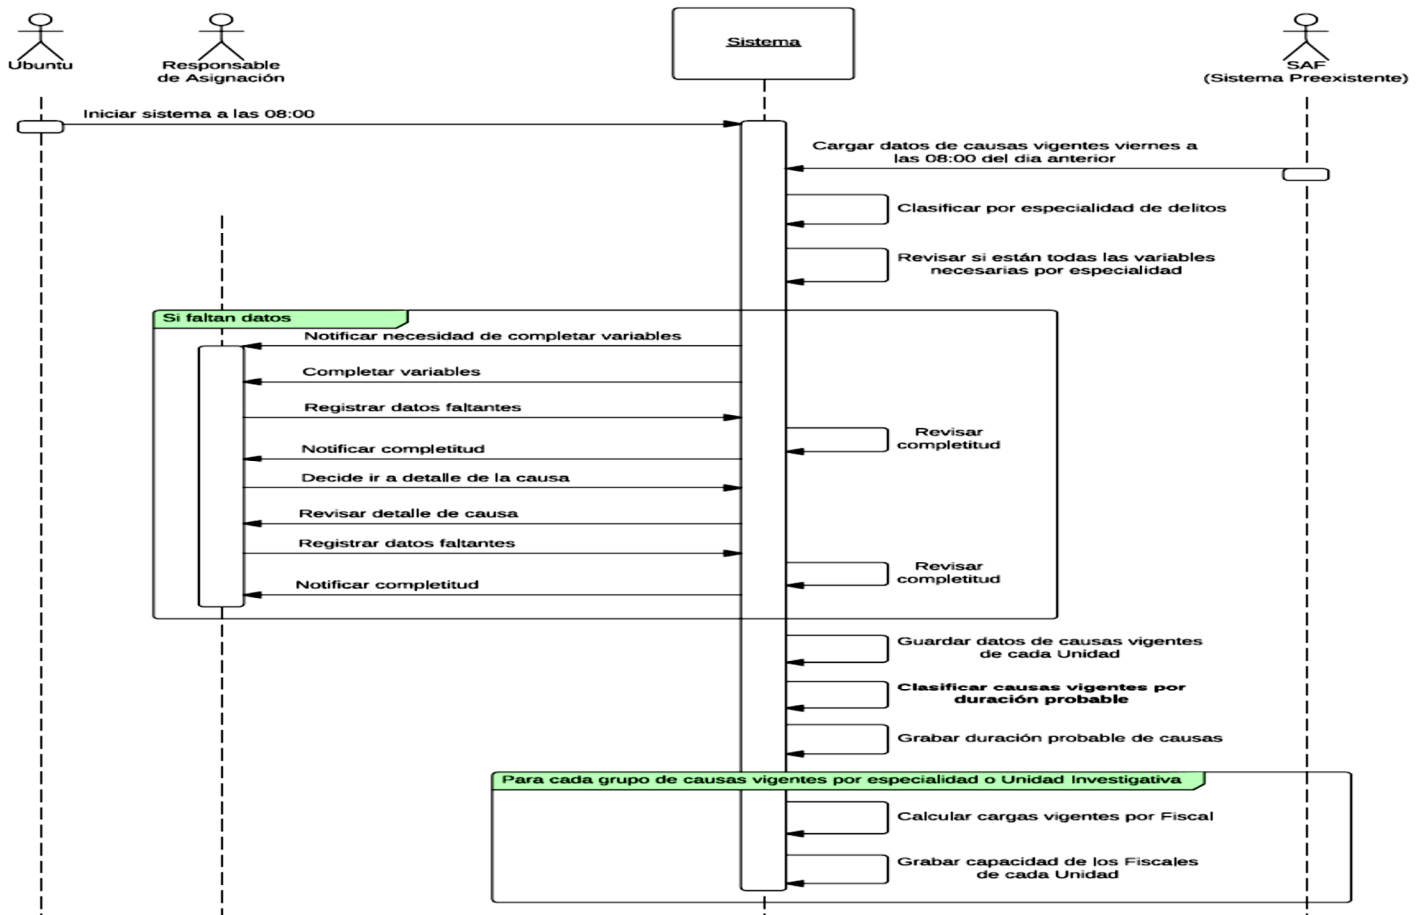 Ubuntu
Responsable
de Asignación
Sistema
SAF
(Sistema Preexistente)
Iniciar sistema a las 08:00
Cargar datos de causas vigentes viernes a
las 08:00 del dia anterior
Clasificar por especialidad de delitos
Revisar si están todas las variables
necesarias por especialidad
Si faltan datos
Notificar necesidad de completar variables
Completar variables
Registrar datos faltantes
Revisar
completitud
Notificar completitud
Decide ir a detalle de la causa
Revisar detalle de causa
Registrar datos faltantes
Revisar
completitud
Notificar completitud
Guardar datos de causas vigentes
de cada Unidad
Clasificar causas vigentes por
duración probable
Grabar duración probable de causas
Para cada grupo de causas vigentes por especialidad o Unidad Investigativa
Calcular cargas vigentes por Fiscal
Grabar capacidad de los Fiscales
de cada Unidad